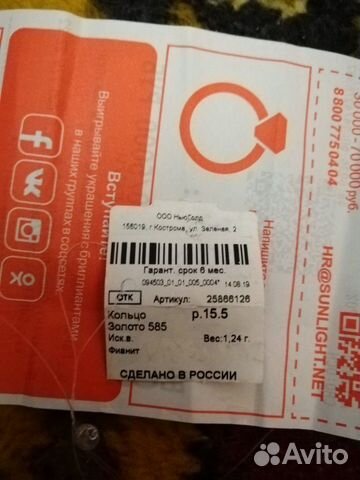 ООО НьюГолд
156019, г.Кострома, ул. Зеленая, 2
Гарант. срок 6 мес.
094503_01_01_005_0004* 14.08.19
ОТК Артикул: 25866126
Кольцо р.15.5
Золото 585
Иск.в. Вес:1,24 г.
Фианит
СДЕЛАНО В РОССИИ
Вступайте
Выигрывайте украшения с бриллиантами
в наших группах в соцсетях
Напишите
HR@SUNLIGHT.NET
8 800 775 04 04
Avito